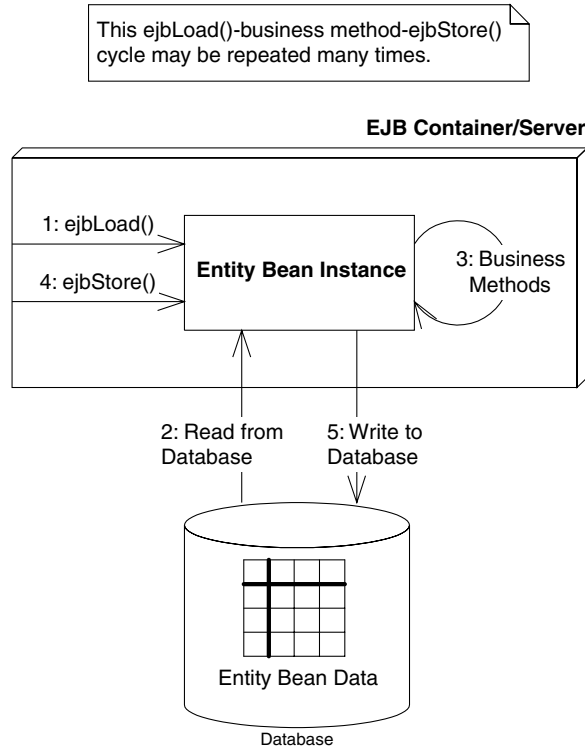 This ejbLoad()-business method-ejbStore()
cycle may be repeated many times.
EJB Container/Server
1: ejbLoad()
4: ejbStore()
Entity Bean Instance
3: Business
Methods
2: Read from
Database
5: Write to
Database
Entity Bean Data
Database